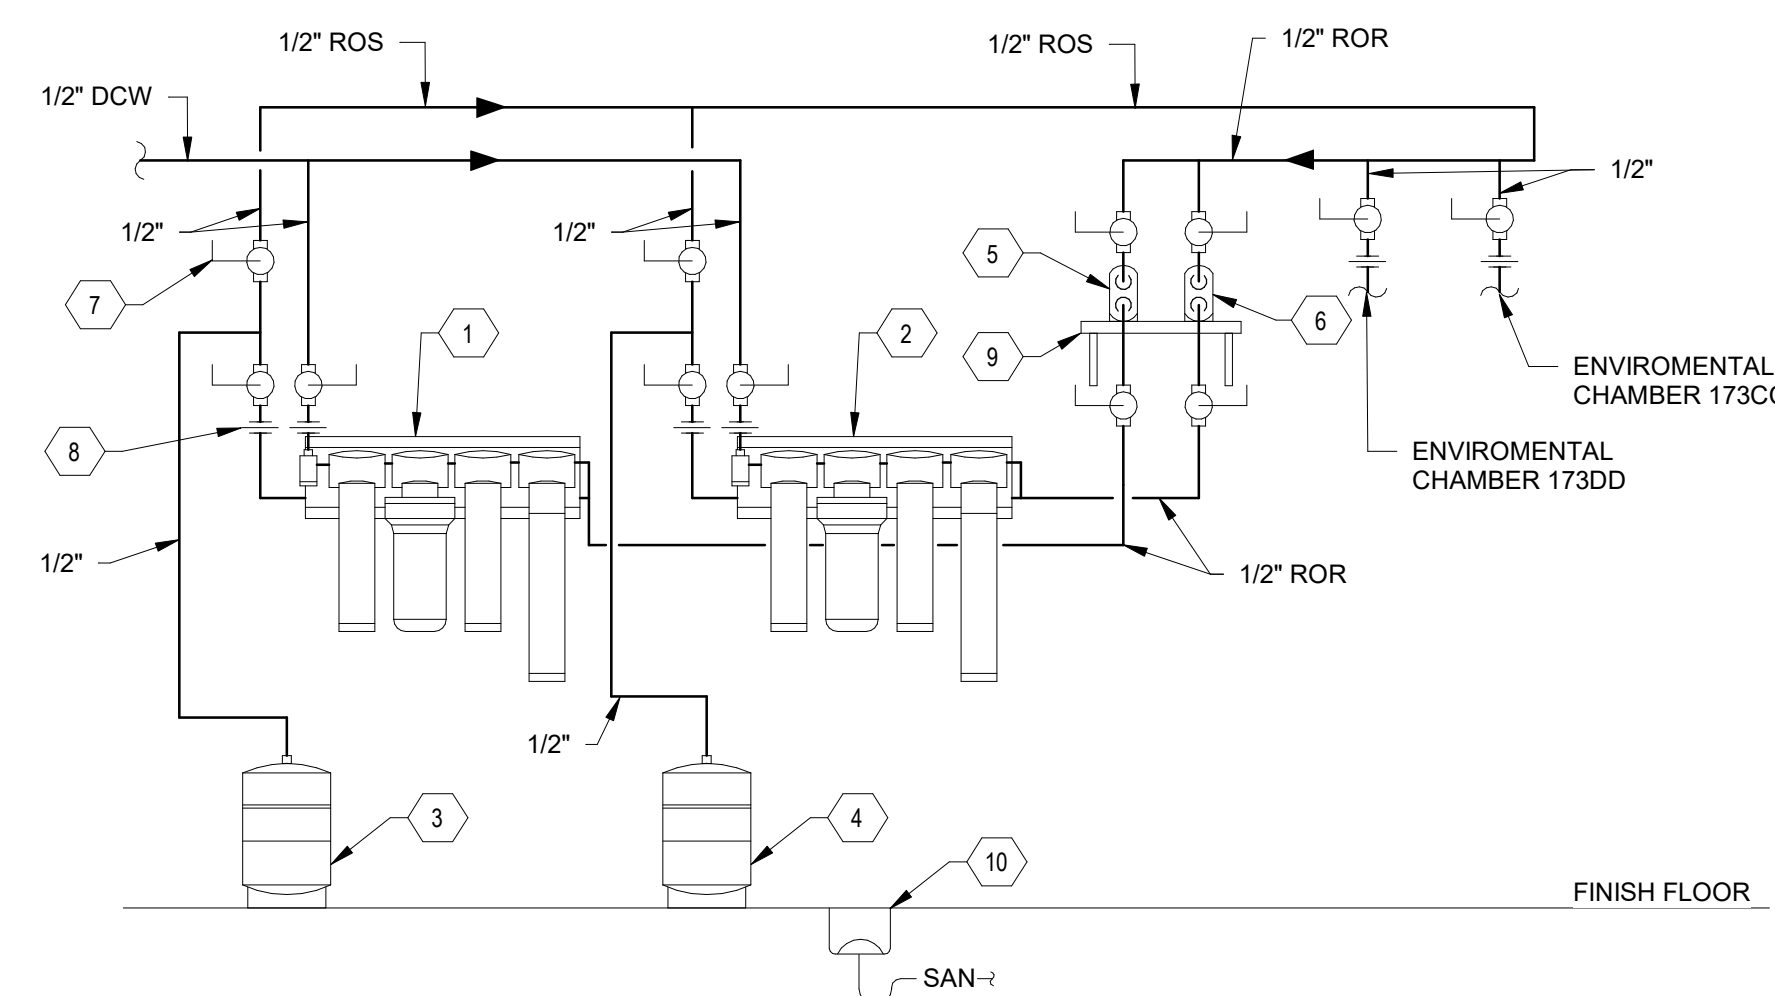 1/2" ROS
1/2" ROS
1/2" ROR
1/2" DCW
1/2"
1/2"
1/2"
5
7
1
2
9
6
ENVIROMENTAL
8
ENVIROMENTAL
CHAMBER 173DD
1/2"
1/2" ROR
1/2"
3
4
10
FINISH FLOOR
SAN